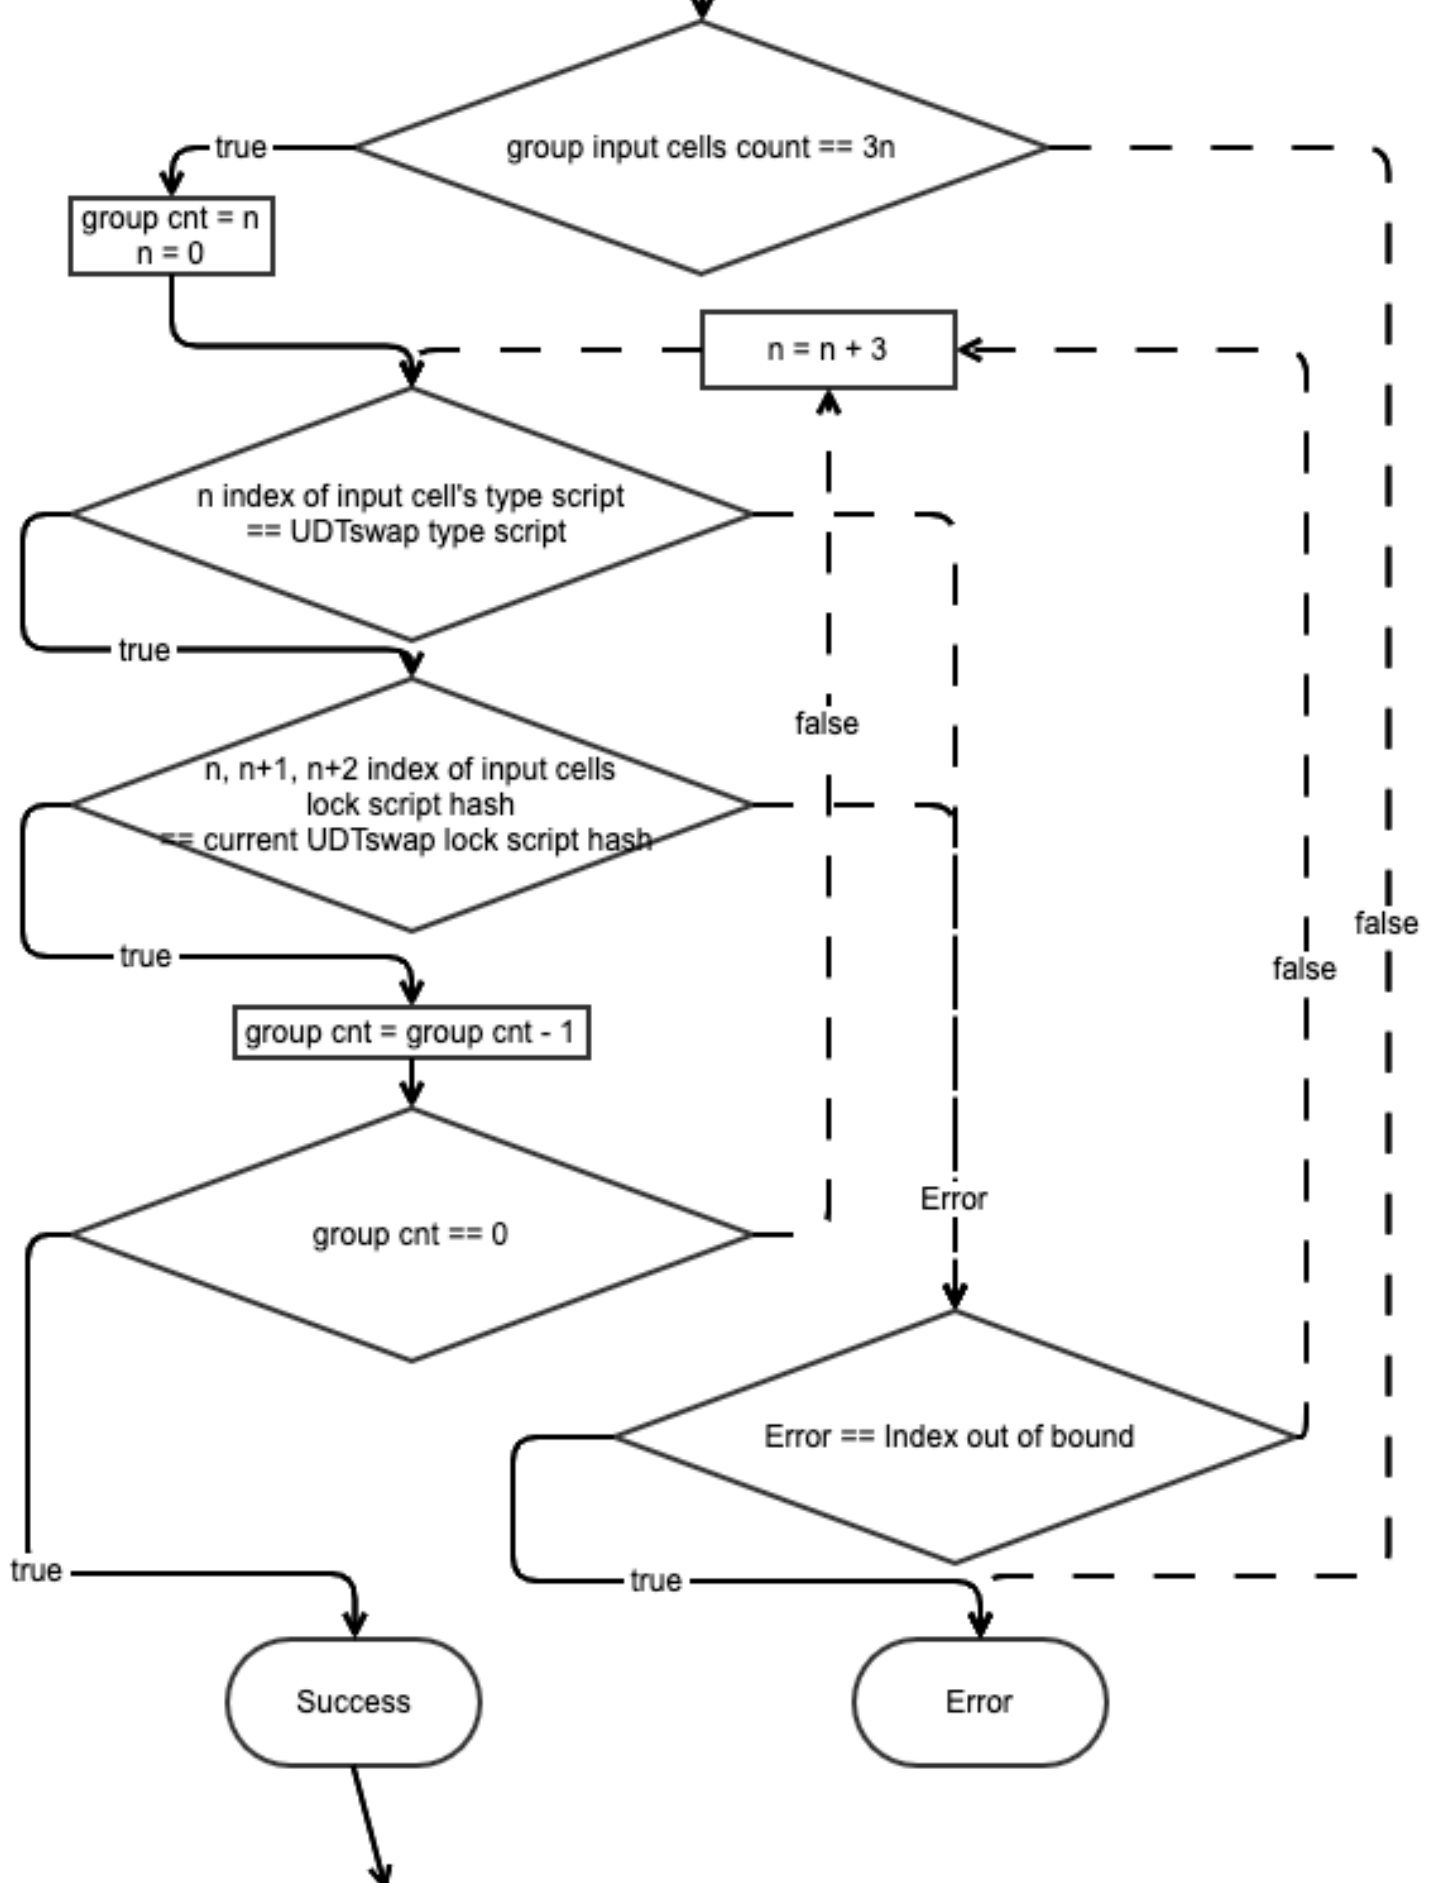 group input cells count == 3n
true
group cnt = n
n = 0
n = n + 3
n index of input cell's type script
== UDTswap type script
true
false
n, n+1, n+2 index of input cells
lock script hash
== current UDTswap lock script hash
false
true
false
group cnt = group cnt - 1
Error
group cnt == 0
Error == Index out of bound
true
true
Success
Error